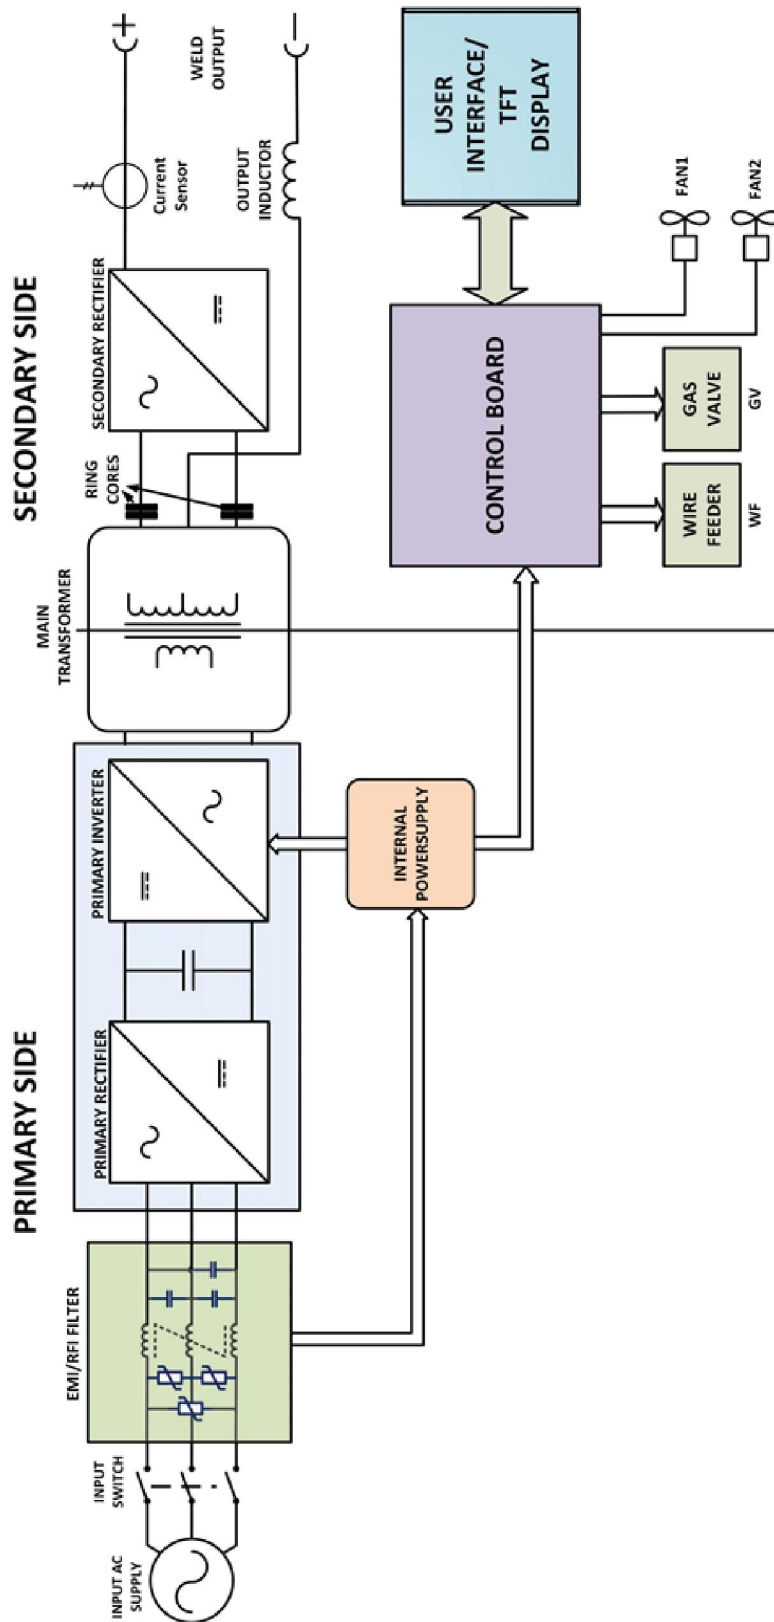 PRIMARY SIDE
SECONDARY SIDE
INPUT AC
SUPPLY
INPUT
SWITCH
EMI/RFI FILTER
PRIMARY RECTIFIER
PRIMARY INVERTER
MAIN
TRANSFORMER
RING
CORES
SECONDARY RECTIFIER
Current
Sensor
+
WELD
OUTPUT
−
OUTPUT
INDUCTOR
INTERNAL
POWERSUPPLY
CONTROL BOARD
USER
INTERFACE/
TFT
DISPLAY
WIRE
FEEDER
WF
GAS
VALVE
GV
FAN1
FAN2